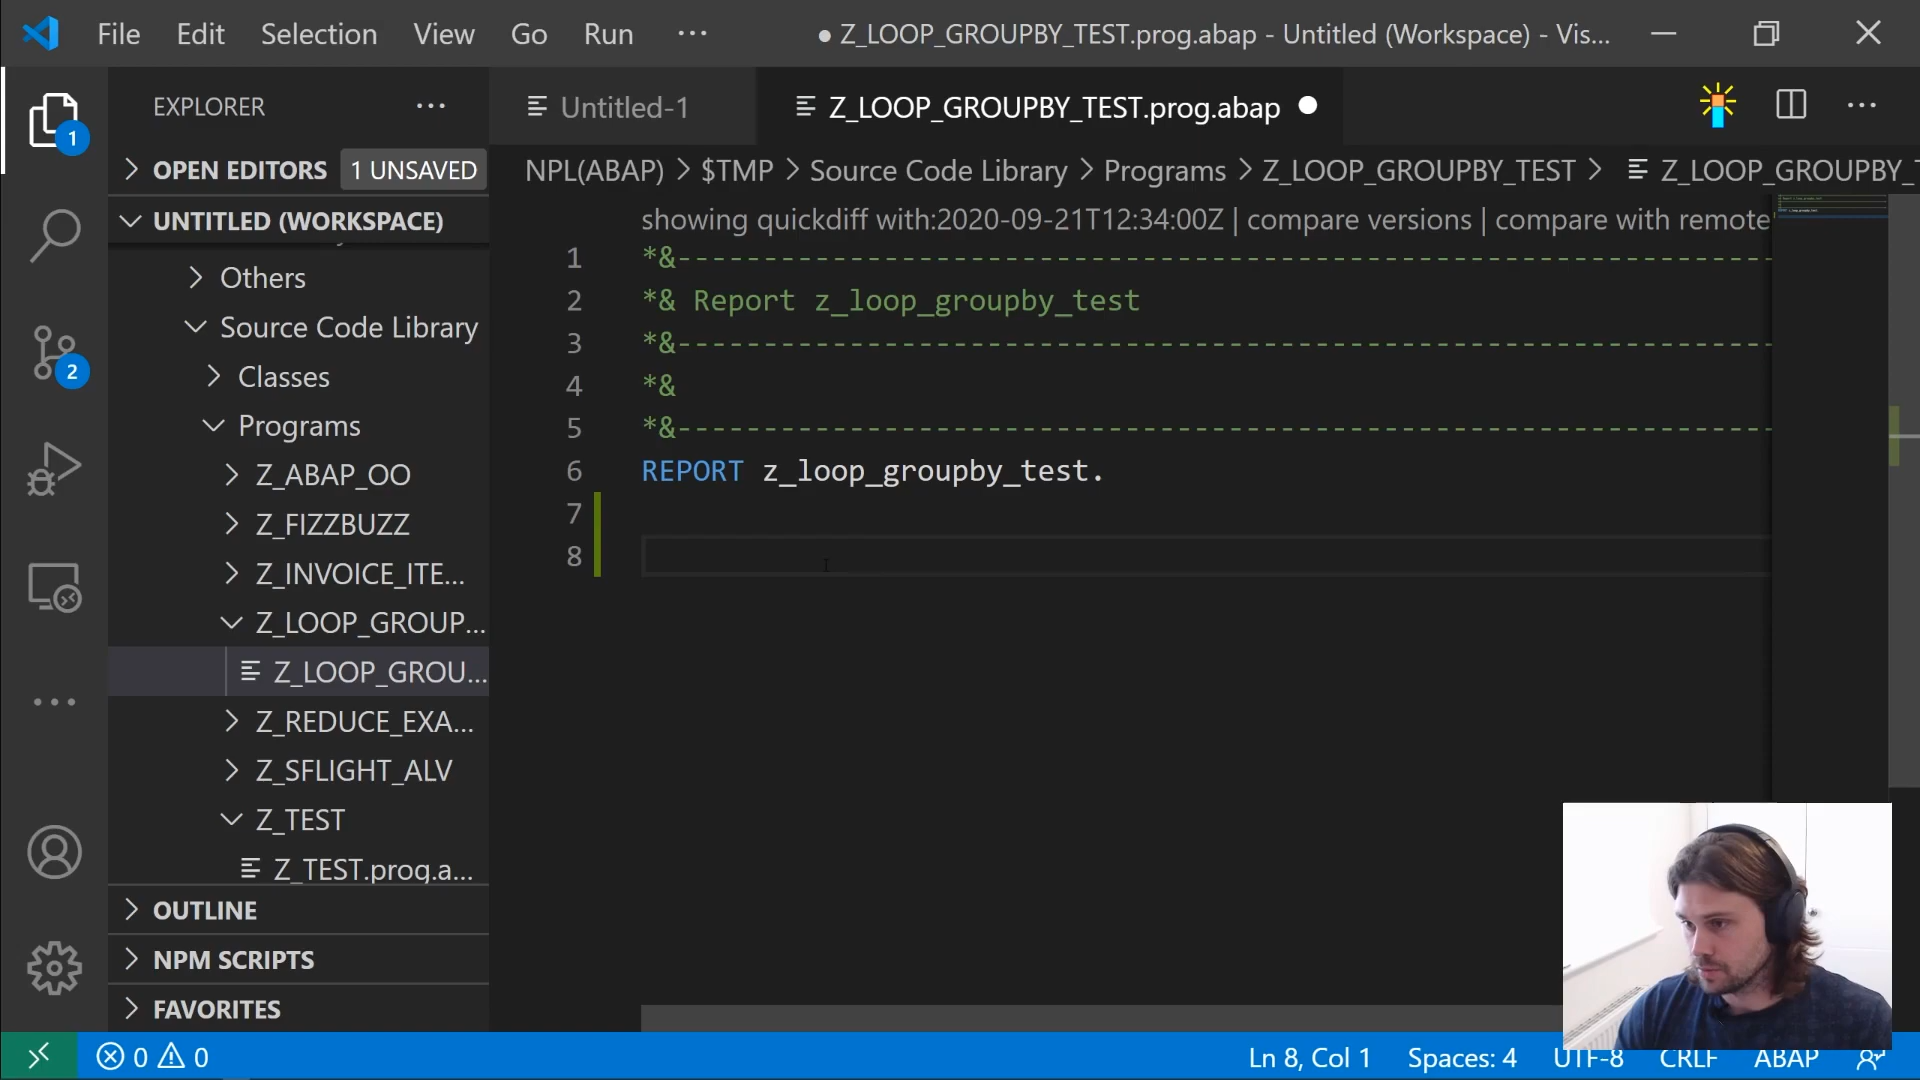 File Edit Selection View Go Run ···
● Z_LOOP_GROUPBY_TEST.prog.abap - Untitled (Workspace) - Vis...
EXPLORER ···
Untitled-1
Z_LOOP_GROUPBY_TEST.prog.abap ●
OPEN EDITORS 1 UNSAVED
NPL(ABAP) > $TMP > Source Code Library > Programs > Z_LOOP_GROUPBY_TEST > Z_LOOP_GROUPBY_T
UNTITLED (WORKSPACE)
Others
Source Code Library
Classes
Programs
Z_ABAP_OO
Z_FIZZBUZZ
Z_INVOICE_ITE...
Z_LOOP_GROUP...
Z_LOOP_GROU...
Z_REDUCE_EXA...
Z_SFLIGHT_ALV
Z_TEST
Z_TEST.prog.a...
OUTLINE
NPM SCRIPTS
FAVORITES
1
2
showing quickdiff with:2020-09-21T12:34:00Z | compare versions | compare with remote
1 *&----------------------------------------------------------------
2 *& Report z_loop_groupby_test
3 *&----------------------------------------------------------------
4 *&
5 *&----------------------------------------------------------------
6 REPORT z_loop_groupby_test.
7
8
0 0
Ln 8, Col 1 Spaces: 4 UTF-8 CRLF ABAP